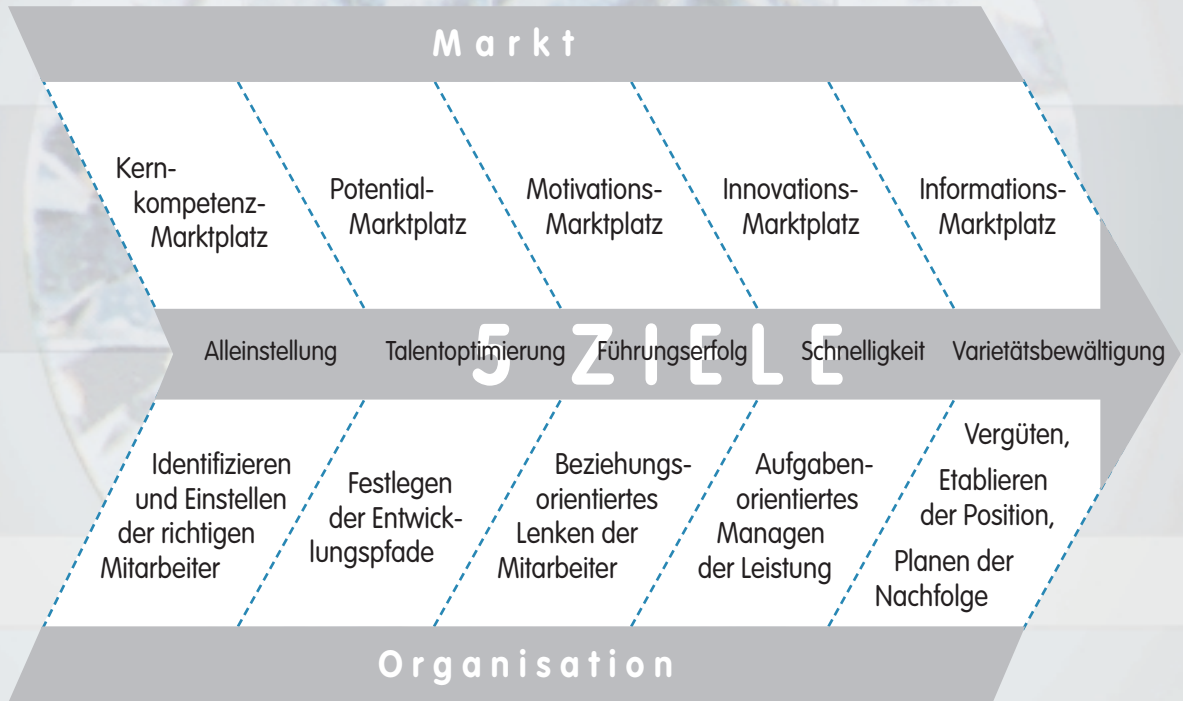 Markt
Kern-
kompetenz-
Marktplatz
Potential-
Marktplatz
Motivations-
Marktplatz
Innovations-
Marktplatz
Informations-
Marktplatz
5 ZIELE
Alleinstellung
Talentoptimierung
Führungserfolg
Schnelligkeit
Varietätsbewältigung
Identifizieren
und Einstellen
der richtigen
Mitarbeiter
Festlegen
der Entwick-
lungspfade
Beziehungs-
orientiertes
Lenken der
Mitarbeiter
Aufgaben-
orientiertes
Managen
der Leistung
Vergüten,
Etablieren
der Position,
Planen der
Nachfolge
Organisation